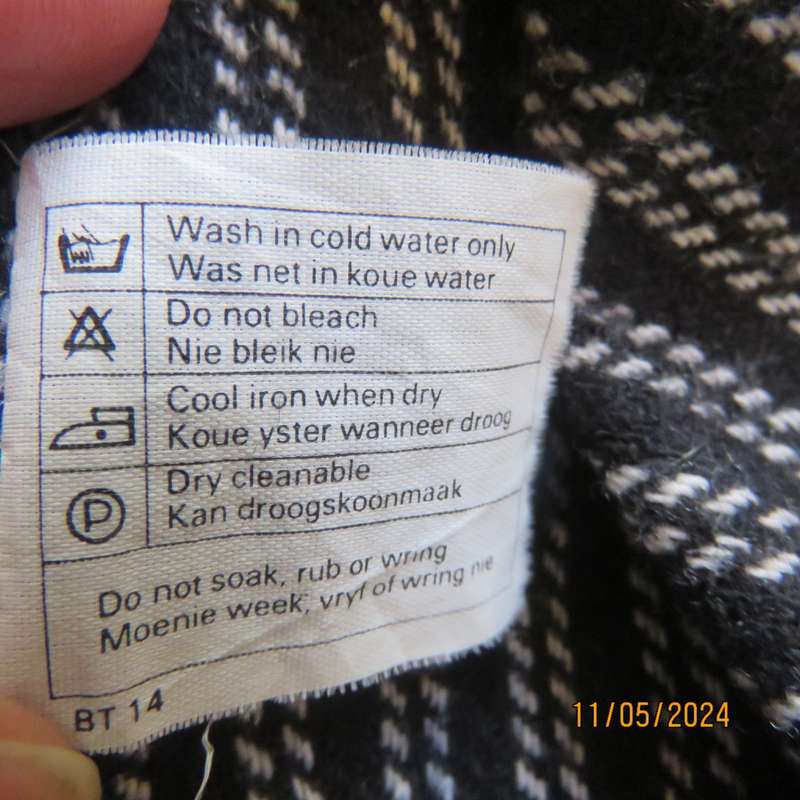 Wash in cold water only
Was net in koue water
Do not bleach
Nie bleik nie
Cool iron when dry
Koue yster wanneer droog
P
Dry cleanable
Kan droogskoonmaak
Do not soak, rub or wring
Moenie week, vryf of wring nie
BT 14
11/05/2024